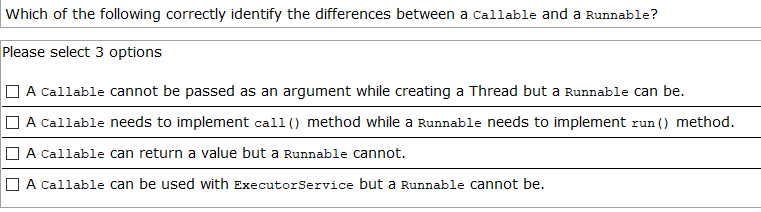 Which of the following correctly identify the differences between a Callable and a Runnable?
Please select 3 options
A Callable cannot be passed as an argument while creating a Thread but a Runnable can be.
A Callable needs to implement call() method while a Runnable needs to implement run() method.
A Callable can return a value but a Runnable cannot.
A Callable can be used with ExecutorService but a Runnable cannot be.